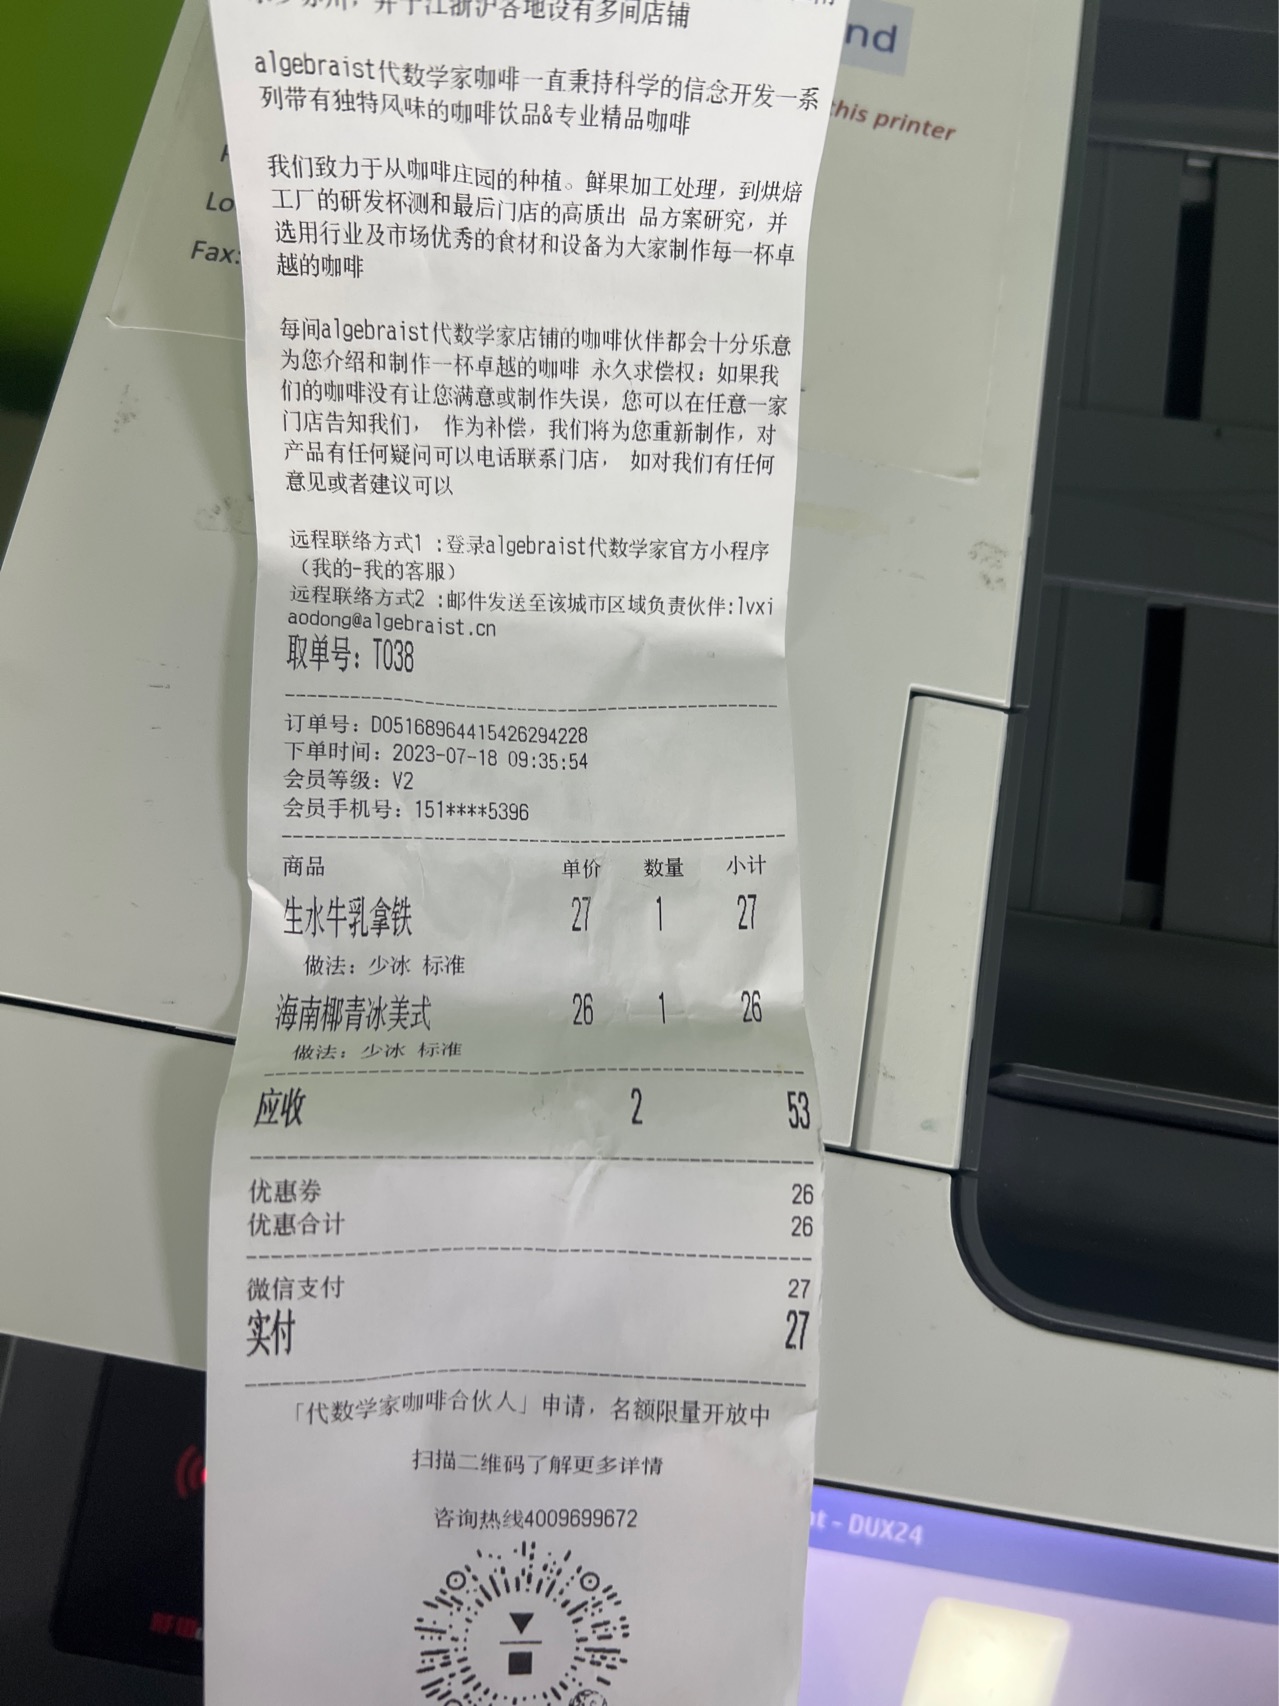 并于江浙沪各地设有多间店铺
nd
algebraist代数学家咖啡一直秉持科学的信念开发一系
列带有独特风味的咖啡饮品&专业精品咖啡
this printer
我们致力于从咖啡庄园的种植。鲜果加工处理，到烘焙
工厂的研发杯测和最后门店的高质出 品方案研究，并
Lo
选用行业及市场优秀的食材和设备为大家制作每一杯卓
Fax:
越的咖啡
每间algebraist代数学家店铺的咖啡伙伴都会十分乐意
为您介绍和制作一杯卓越的咖啡 永久求偿权：如果我
们的咖啡没有让您满意或制作失误，您可以在任意一家
门店告知我们， 作为补偿，我们将为您重新制作，对
产品有任何疑问可以电话联系门店， 如对我们有任何
意见或者建议可以
远程联络方式1 :登录algebraist代数学家官方小程序
（我的-我的客服）
远程联络方式2 :邮件发送至该城市区域负责伙伴:lvxi
aodong@algebraist.cn
取单号：T038
订单号：D05168964415426294228
下单时间：2023-07-18 09:35:54
会员等级：V2
会员手机号：151****5396
商品 单价 数量 小计
生水牛乳拿铁 27 1 27
做法：少冰 标准
海南椰青冰美式 26 1 26
做法：少冰 标准
应收 2 53
优惠券 26
优惠合计 26
微信支付 27
实付 27
「代数学家咖啡合伙人」申请，名额限量开放中
扫描二维码了解更多详情
咨询热线4009699672
nt - DUX24